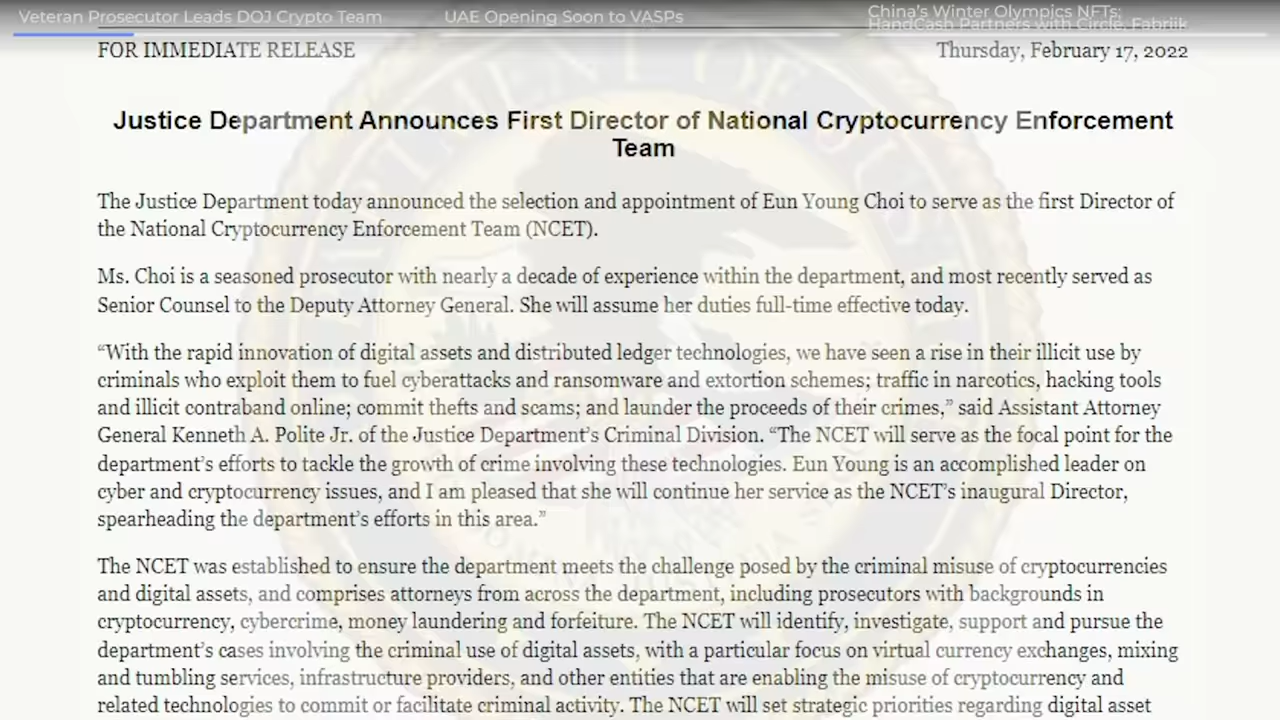 Veteran Prosecutor Leads DOJ Crypto Team
UAE Opening Soon to VASPs
China's Winter Olympics NFTs;
HandCash Partners with Circle, Fabriik
FOR IMMEDIATE RELEASE
Thursday, February 17, 2022
Justice Department Announces First Director of National Cryptocurrency Enforcement
Team
The Justice Department today announced the selection and appointment of Eun Young Choi to serve as the first Director of
the National Cryptocurrency Enforcement Team (NCET).
Ms. Choi is a seasoned prosecutor with nearly a decade of experience within the department, and most recently served as
Senior Counsel to the Deputy Attorney General. She will assume her duties full-time effective today.
“With the rapid innovation of digital assets and distributed ledger technologies, we have seen a rise in their illicit use by
criminals who exploit them to fuel cyberattacks and ransomware and extortion schemes; traffic in narcotics, hacking tools
and illicit contraband online; commit thefts and scams; and launder the proceeds of their crimes,” said Assistant Attorney
General Kenneth A. Polite Jr. of the Justice Department’s Criminal Division. “The NCET will serve as the focal point for the
department’s efforts to tackle the growth of crime involving these technologies. Eun Young is an accomplished leader on
cyber and cryptocurrency issues, and I am pleased that she will continue her service as the NCET’s inaugural Director,
spearheading the department’s efforts in this area.”
The NCET was established to ensure the department meets the challenge posed by the criminal misuse of cryptocurrencies
and digital assets, and comprises attorneys from across the department, including prosecutors with backgrounds in
cryptocurrency, cybercrime, money laundering and forfeiture. The NCET will identify, investigate, support and pursue the
department’s cases involving the criminal use of digital assets, with a particular focus on virtual currency exchanges, mixing
and tumbling services, infrastructure providers, and other entities that are enabling the misuse of cryptocurrency and
related technologies to commit or facilitate criminal activity. The NCET will set strategic priorities regarding digital asset